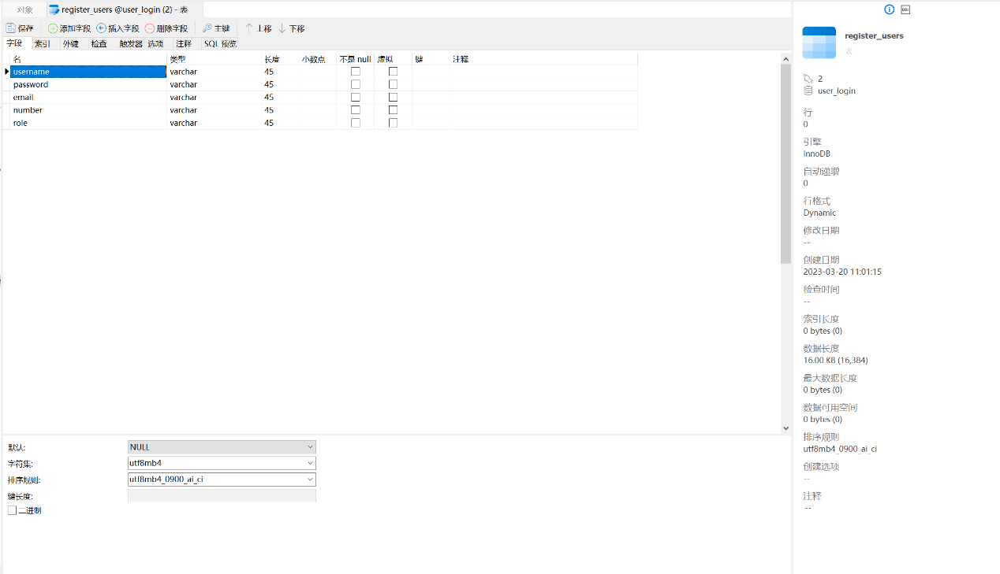 对象 register_users @user_login (2) - 表
保存 添加字段 插入字段 删除字段 主键 上移 下移
字段 索引 外键 检查 触发器 选项 注释 SQL 预览
名 类型 长度 小数点 不是 null 虚拟 键 注释
username varchar 45
password varchar 45
email varchar 45
number varchar 45
role varchar 45
默认: NULL
字符集: utf8mb4
排序规则: utf8mb4_0900_ai_ci
键长度:
二进制
register_users
表
2
user_login
行
0
引擎
InnoDB
自动递增
0
行格式
Dynamic
修改日期
--
创建日期
2023-03-20 11:01:15
检查时间
--
索引长度
0 bytes (0)
数据长度
16.00 KB (16,384)
最大数据长度
0 bytes (0)
数据可用空间
0 bytes (0)
排序规则
utf8mb4_0900_ai_ci
创建选项
--
注释
--